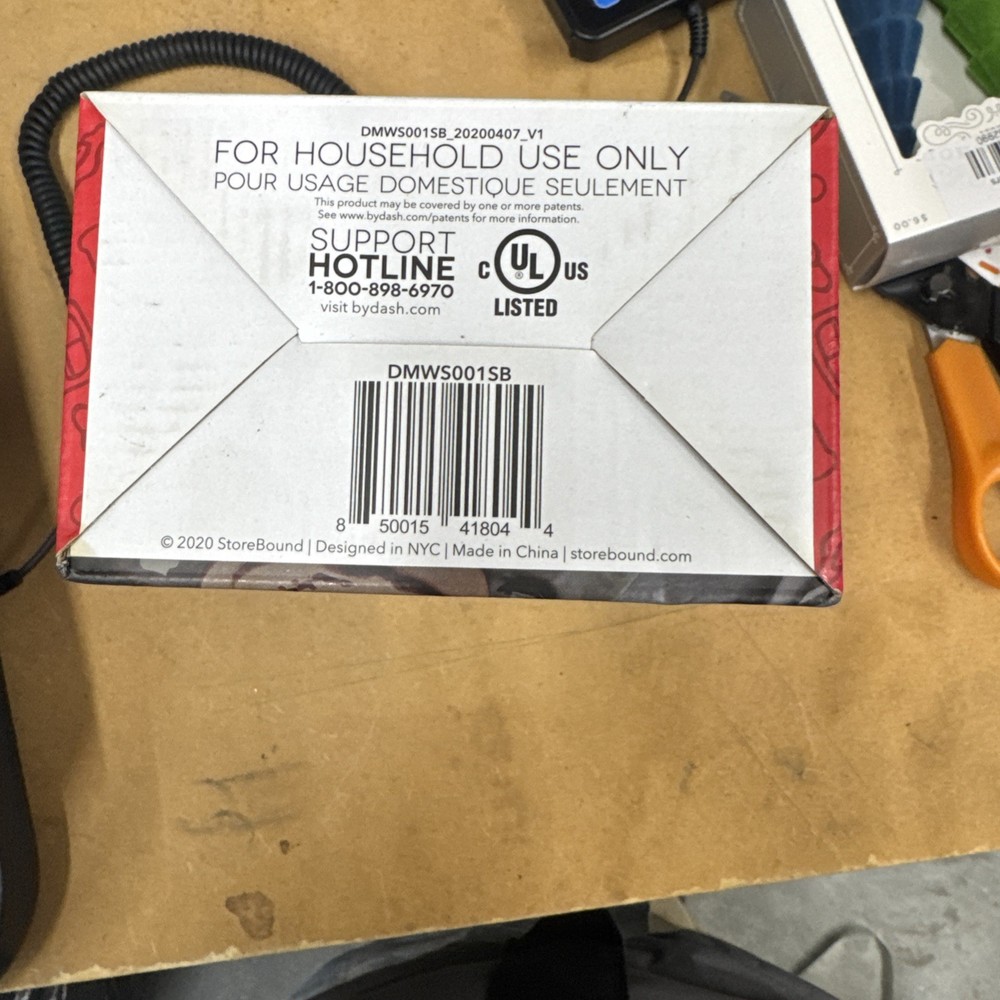 DMWS001SB_20200407_V1
FOR HOUSEHOLD USE ONLY
POUR USAGE DOMESTIQUE SEULEMENT
This product may be covered by one or more patents.
See www.bydash.com/patents for more information.
SUPPORT
HOTLINE
1-800-898-6970
visit bydash.com
C UL US
®
LISTED
DMWS001SB
8 50015 41804 4
© 2020 StoreBound | Designed in NYC | Made in China | storebound.com
$6.00